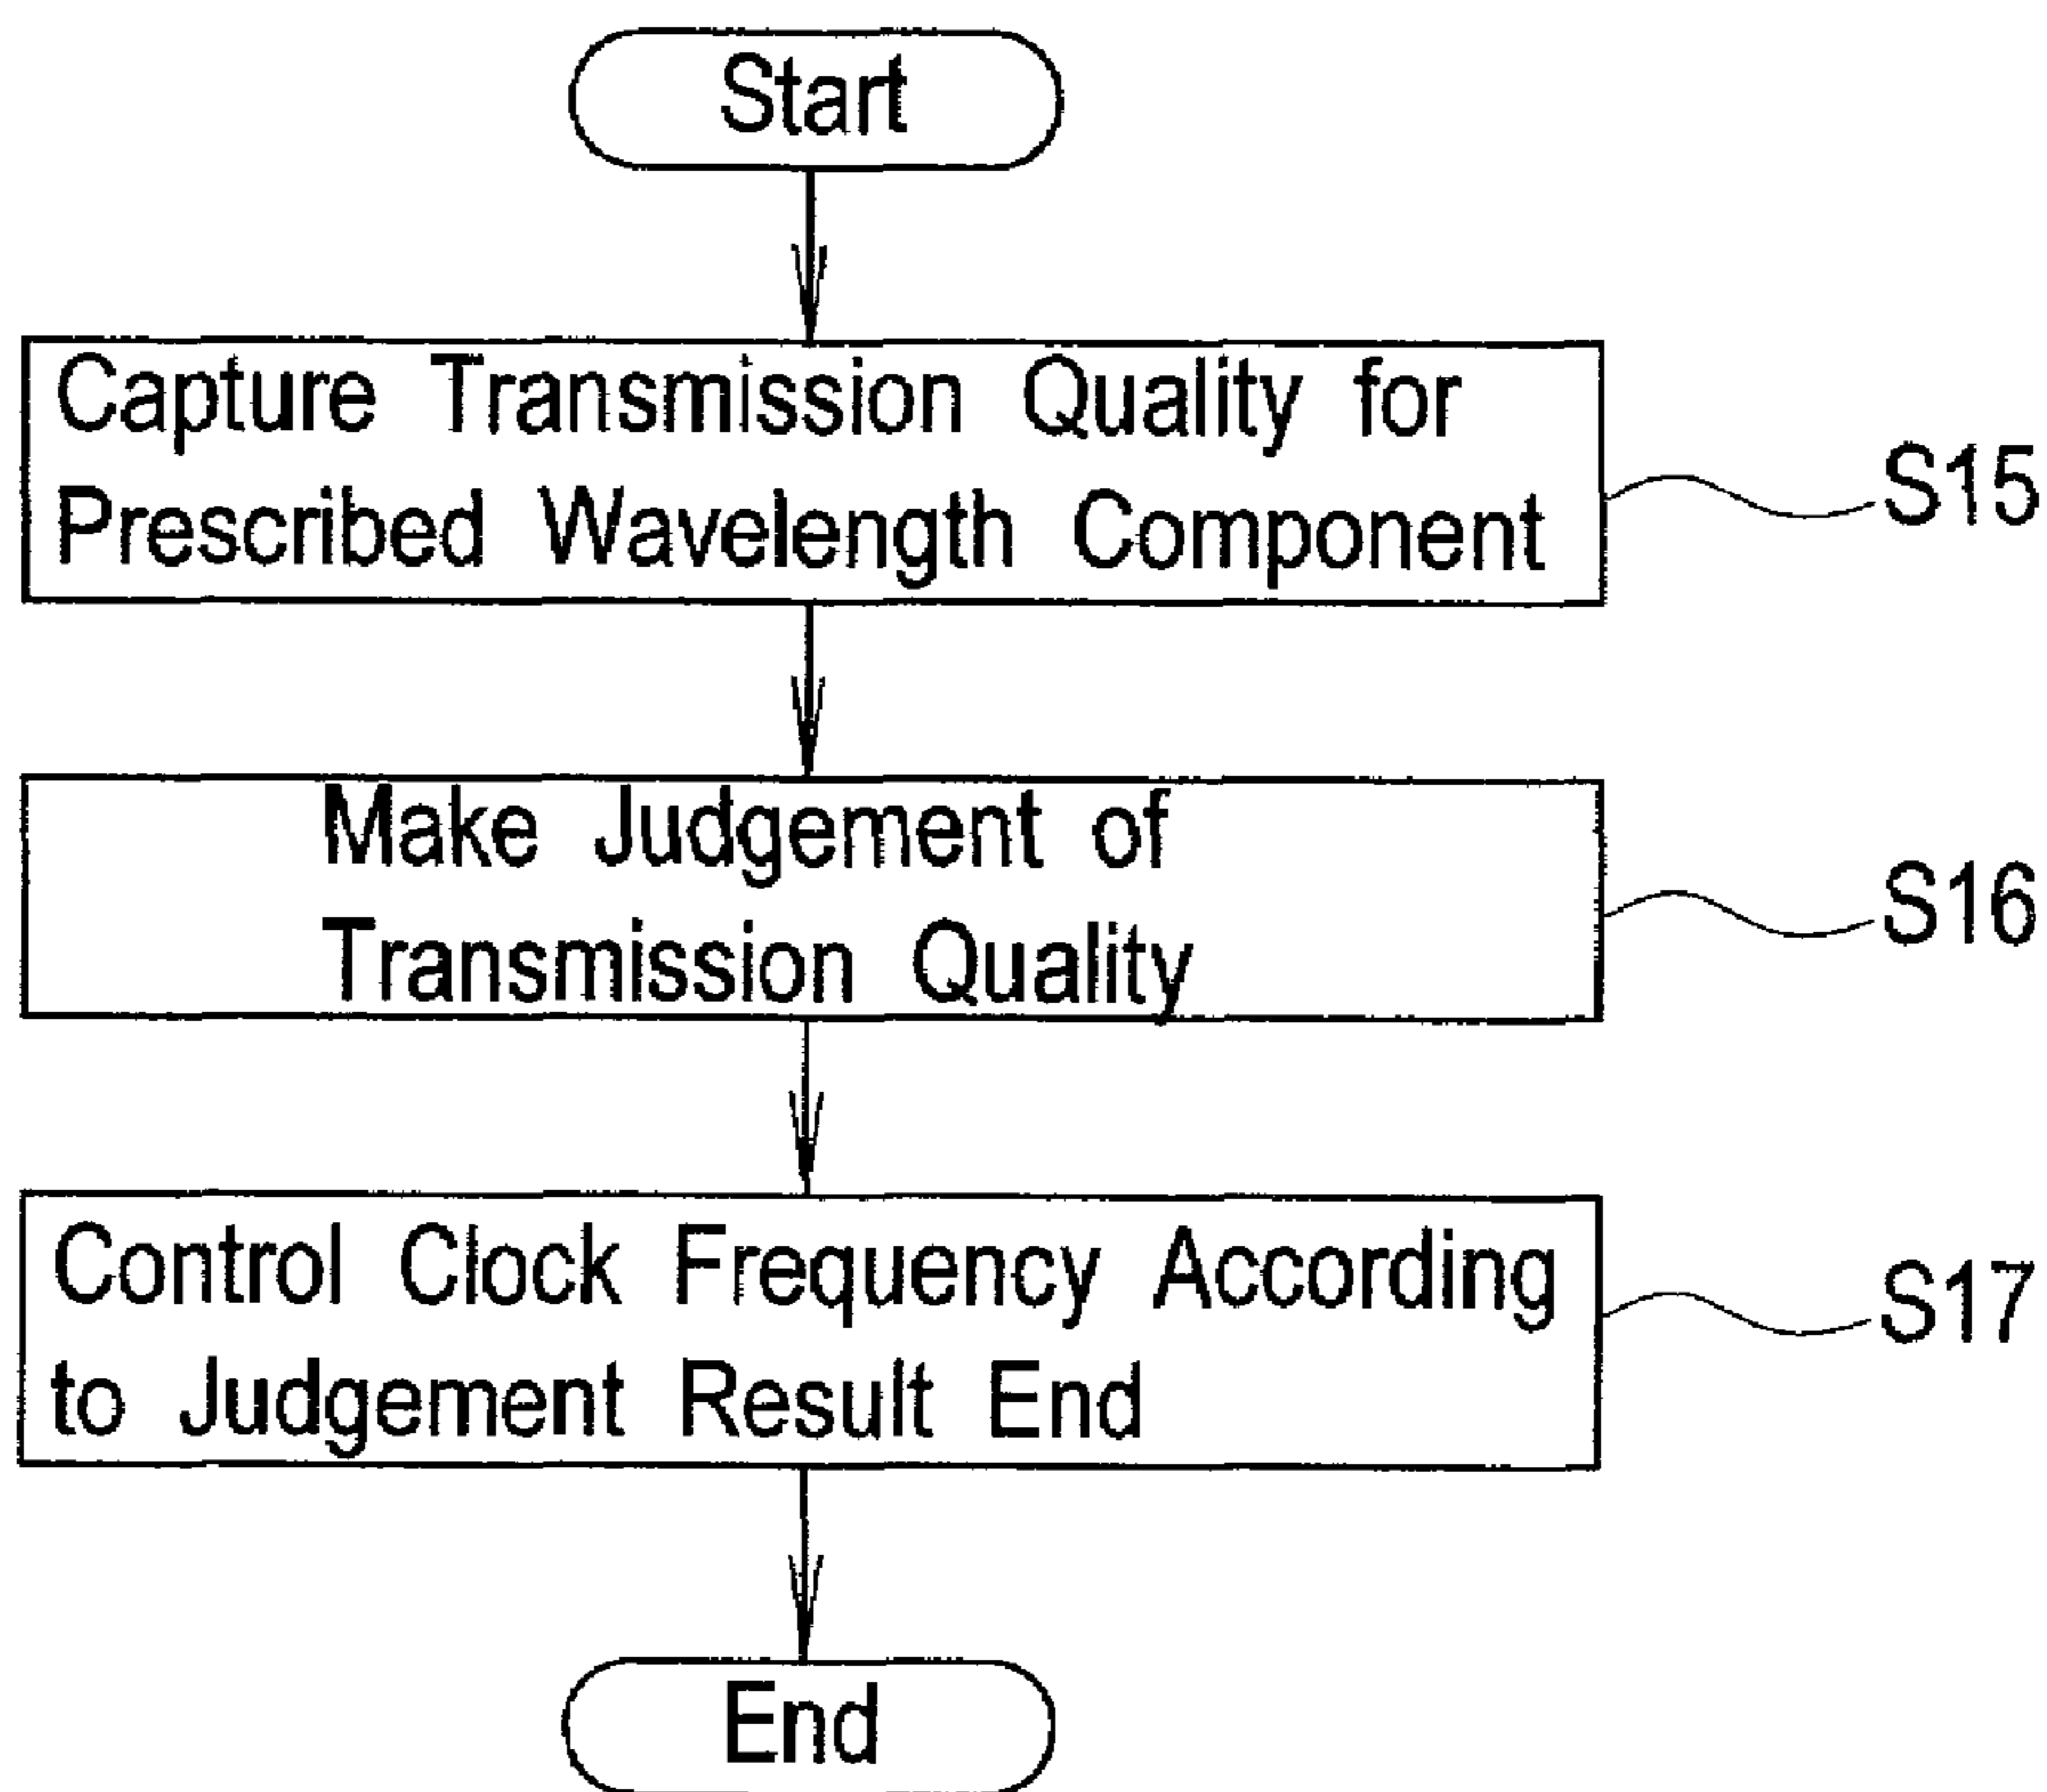 Start
Capture Transmission Quality for
Prescribed Wavelength Component
S15
Make Judgement of
Transmission Quality
S16
Control Clock Frequency According
to Judgement Result End
S17
End